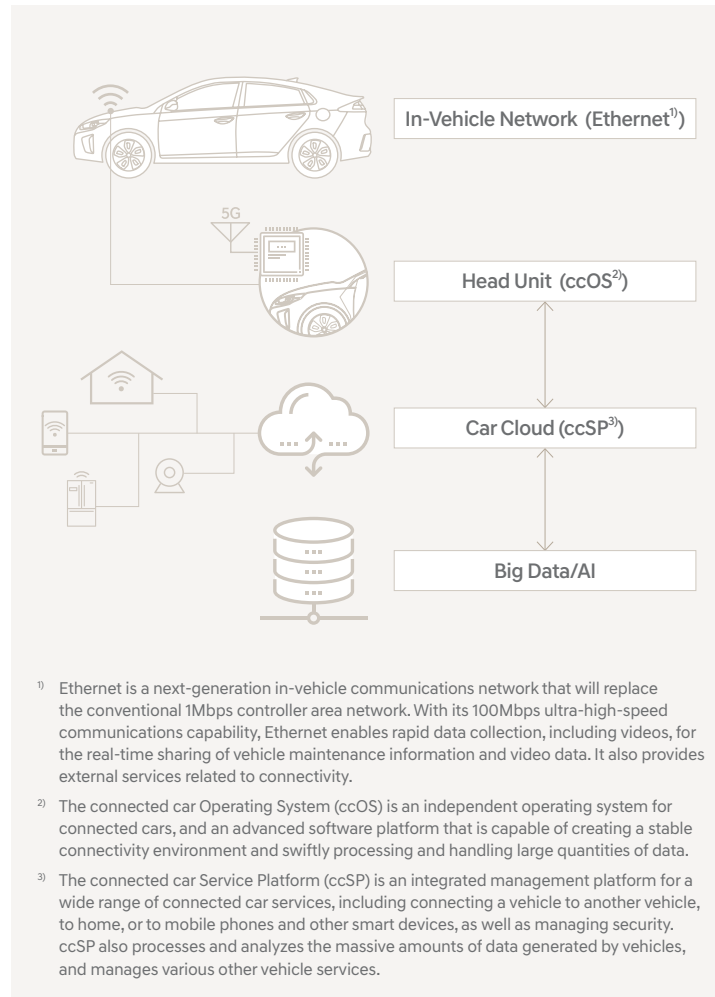 In-Vehicle Network (Ethernet1))
5G
Head Unit (ccOS2))
Car Cloud (ccSP3))
Big Data/AI
1) Ethernet is a next-generation in-vehicle communications network that will replace
the conventional 1Mbps controller area network. With its 100Mbps ultra-high-speed
communications capability, Ethernet enables rapid data collection, including videos, for
the real-time sharing of vehicle maintenance information and video data. It also provides
external services related to connectivity.
2) The connected car Operating System (ccOS) is an independent operating system for
connected cars, and an advanced software platform that is capable of creating a stable
connectivity environment and swiftly processing and handling large quantities of data.
3) The connected car Service Platform (ccSP) is an integrated management platform for a
wide range of connected car services, including connecting a vehicle to another vehicle,
to home, or to mobile phones and other smart devices, as well as managing security.
ccSP also processes and analyzes the massive amounts of data generated by vehicles,
and manages various other vehicle services.